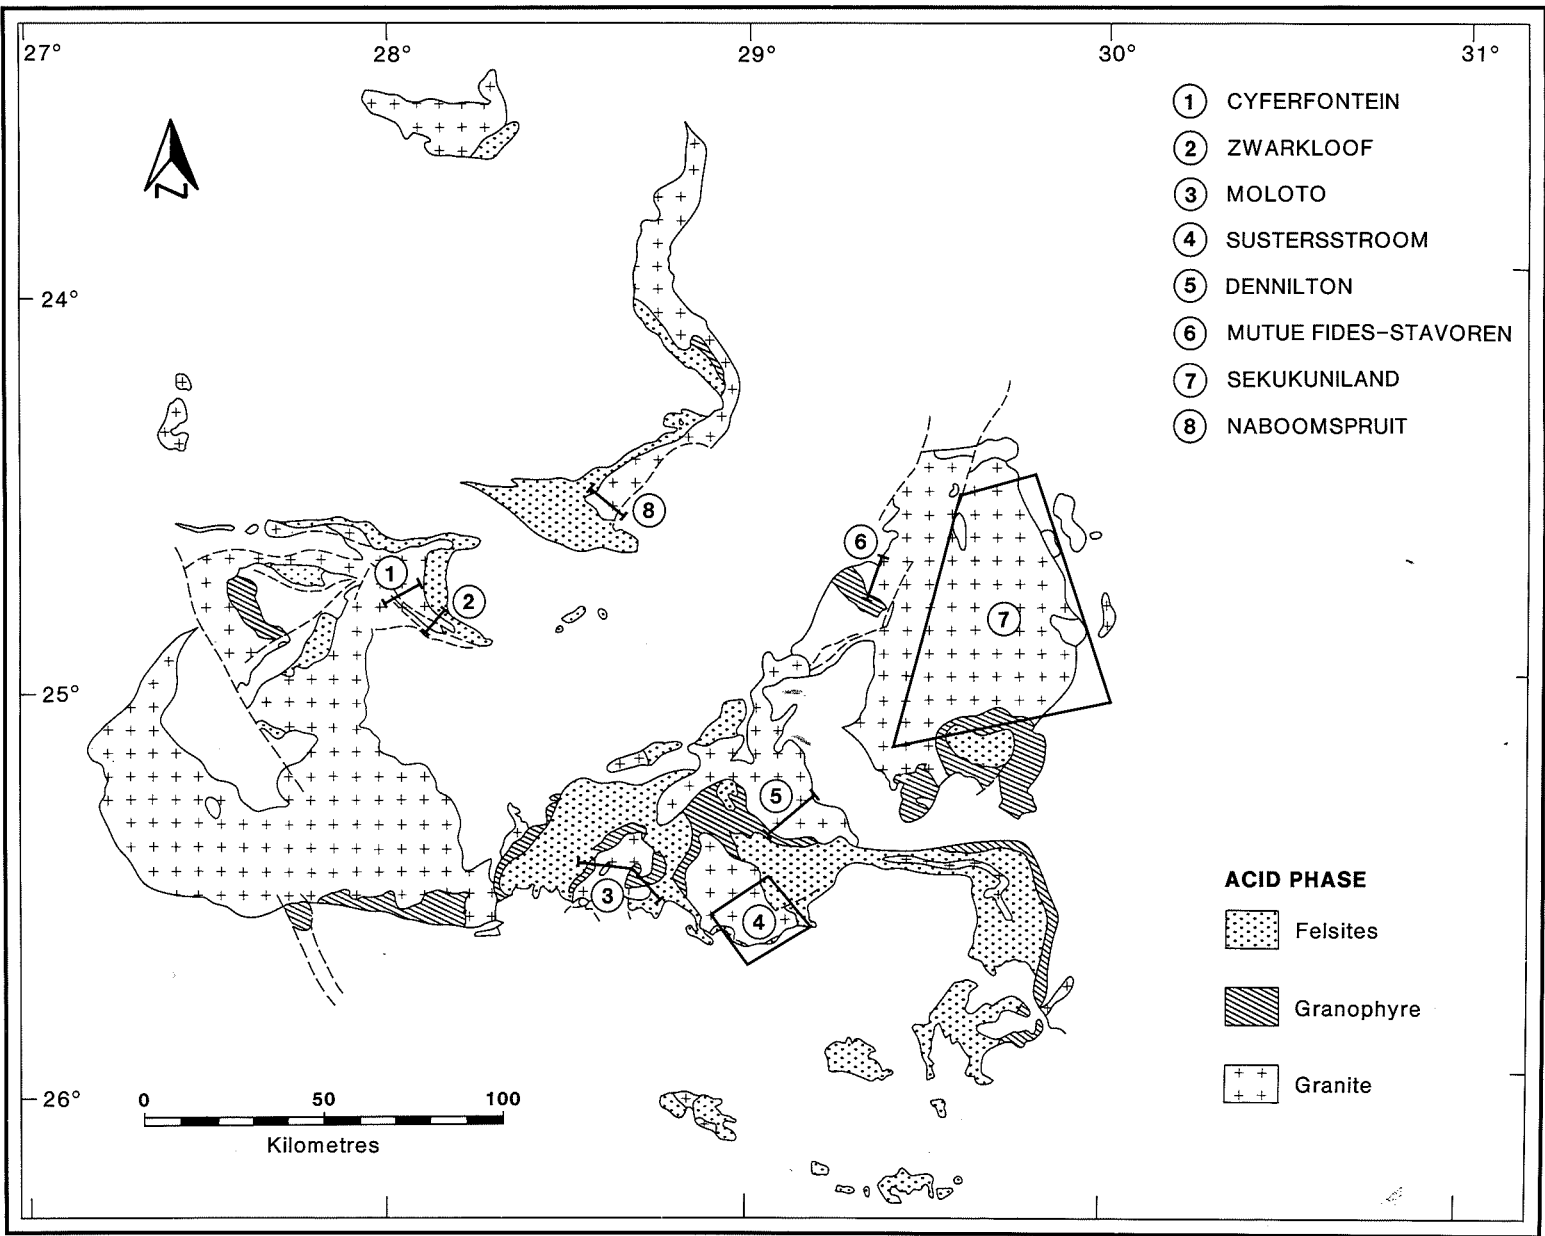 27° 28° 29° 30° 31°
1 CYFERFONTEIN
2 ZWARKLOOF
3 MOLOTO
4 SUSTERSSTROOM
5 DENNILTON
6 MUTUE FIDES–STAVOREN
7 SEKUKUNILAND
8 NABOOMSPRUIT
N
24°
8
6
1
2
7
25°
5
3
4
ACID PHASE
Felsites
Granophyre
Granite
26°
0 50 100
Kilometres